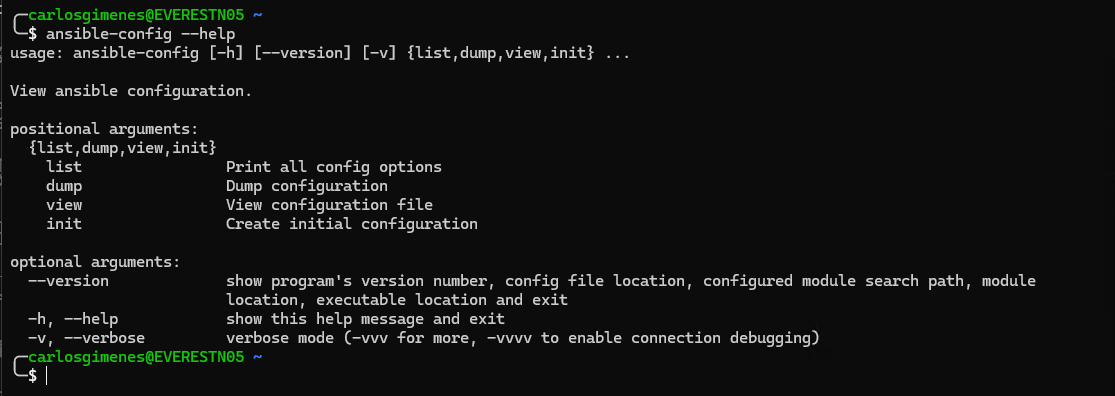 carlosgimenes@EVERESTN05 ~
$ ansible-config --help
usage: ansible-config [-h] [--version] [-v] {list,dump,view,init} ...

View ansible configuration.

positional arguments:
  {list,dump,view,init}
    list                Print all config options
    dump                Dump configuration
    view                View configuration file
    init                Create initial configuration

optional arguments:
  --version             show program's version number, config file location, configured module search path, module
                        location, executable location and exit
  -h, --help            show this help message and exit
  -v, --verbose         verbose mode (-vvv for more, -vvvv to enable connection debugging)
carlosgimenes@EVERESTN05 ~
$